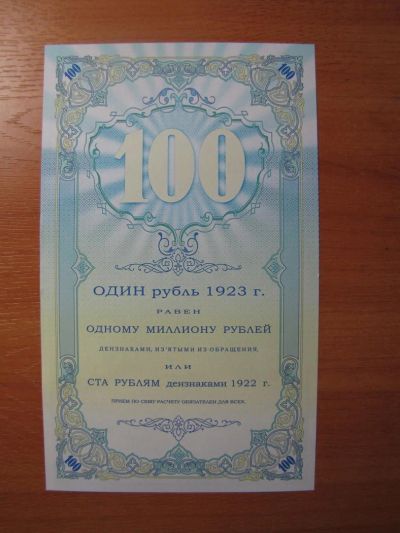 100 100
100
ОДИН рубль 1923 г.
РАВЕН
ОДНОМУ МИЛЛИОНУ РУБЛЕЙ
ДЕНЗНАКАМИ, ИЗ'ЯТЫМИ ИЗ ОБРАЩЕНИЯ,
ИЛИ
СТА РУБЛЯМ дензнаками 1922 г.
ПРИЕМ ПО СЕМУ РАСЧЕТУ ОБЯЗАТЕЛЕН ДЛЯ ВСЕХ.
100 100